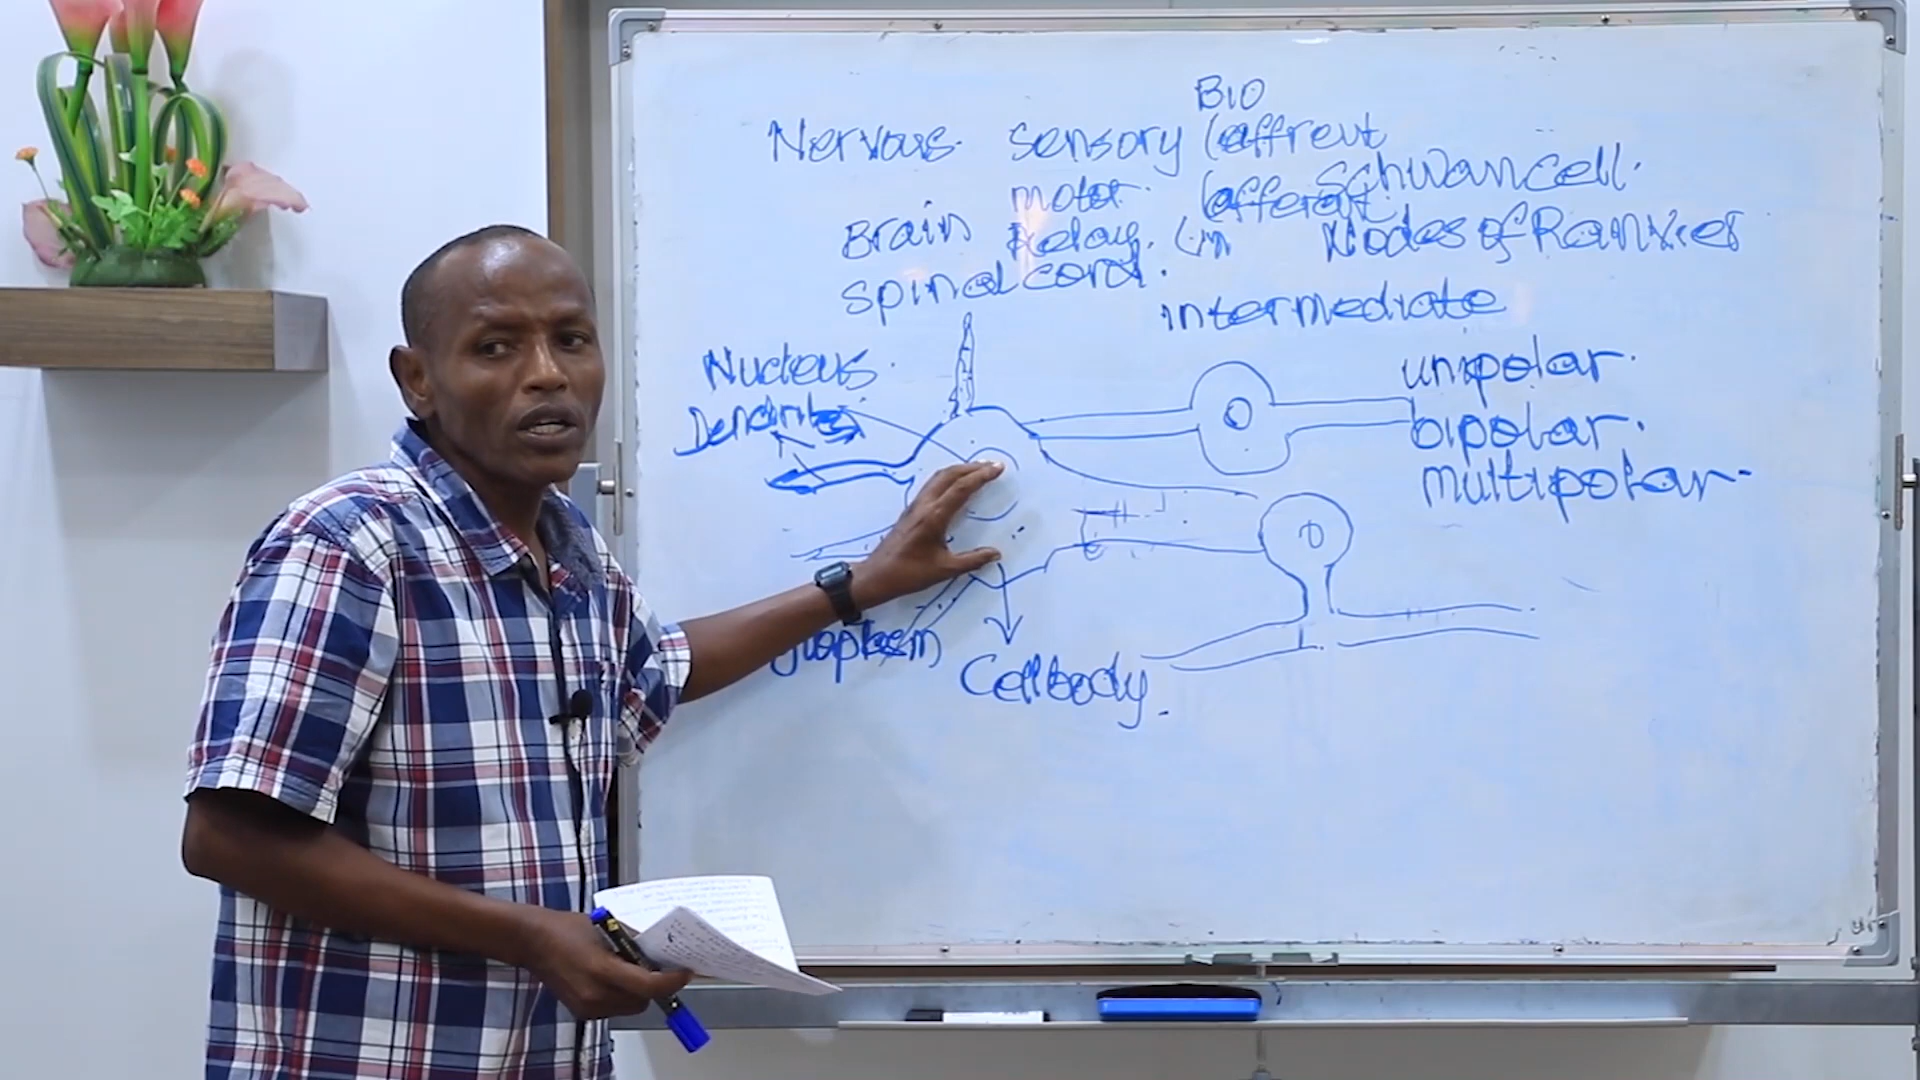 BIO
Nervous. sensory (affrent
Schwancell.
motor. (afferent.
Brain Relay. (in Nodes of Ranvier
spinal cord.
intermediate
Nucleus.
unipolar.
Dendrites
bipolar.
multipolar-
Cellbody.